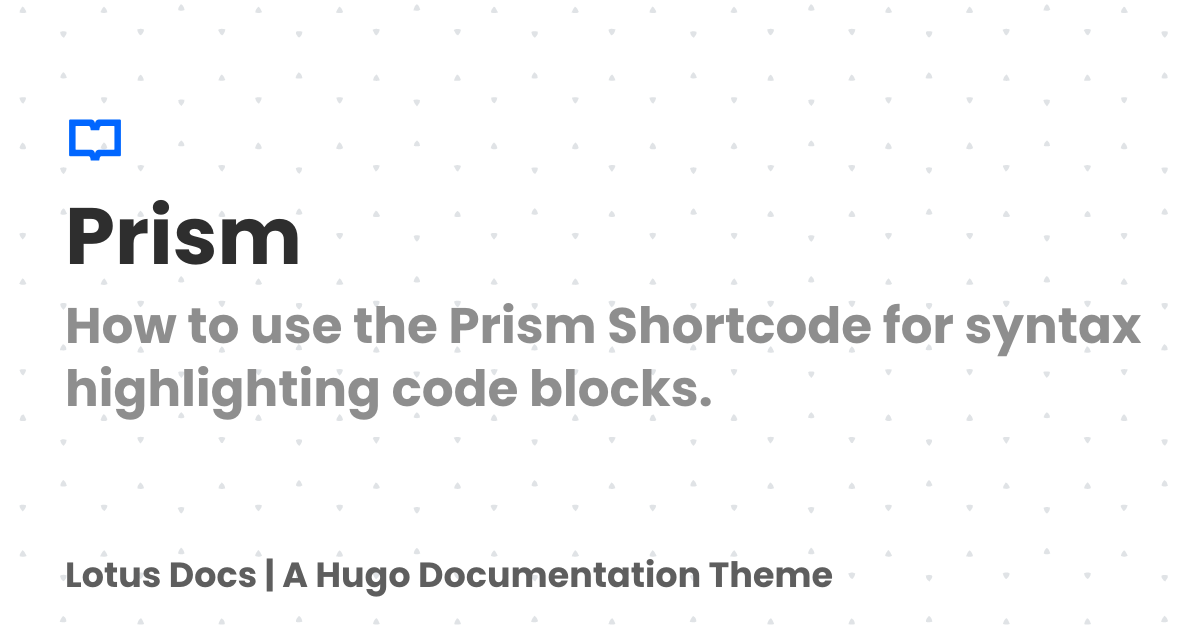 Prism
How to use the Prism Shortcode for syntax
highlighting code blocks.
Lotus Docs | A Hugo Documentation Theme